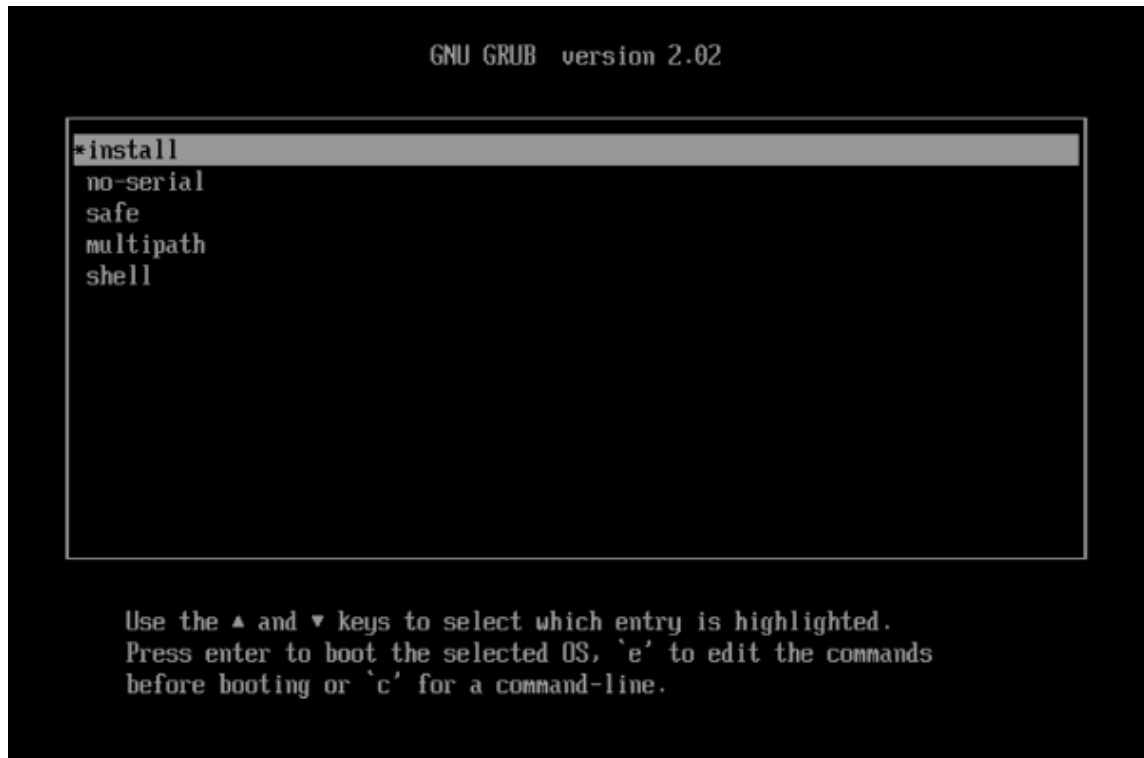 GNU GRUB  version 2.02
*install
no-serial
safe
multipath
shell
Use the ▲ and ▼ keys to select which entry is highlighted.
Press enter to boot the selected OS, `e' to edit the commands
before booting or `c' for a command-line.